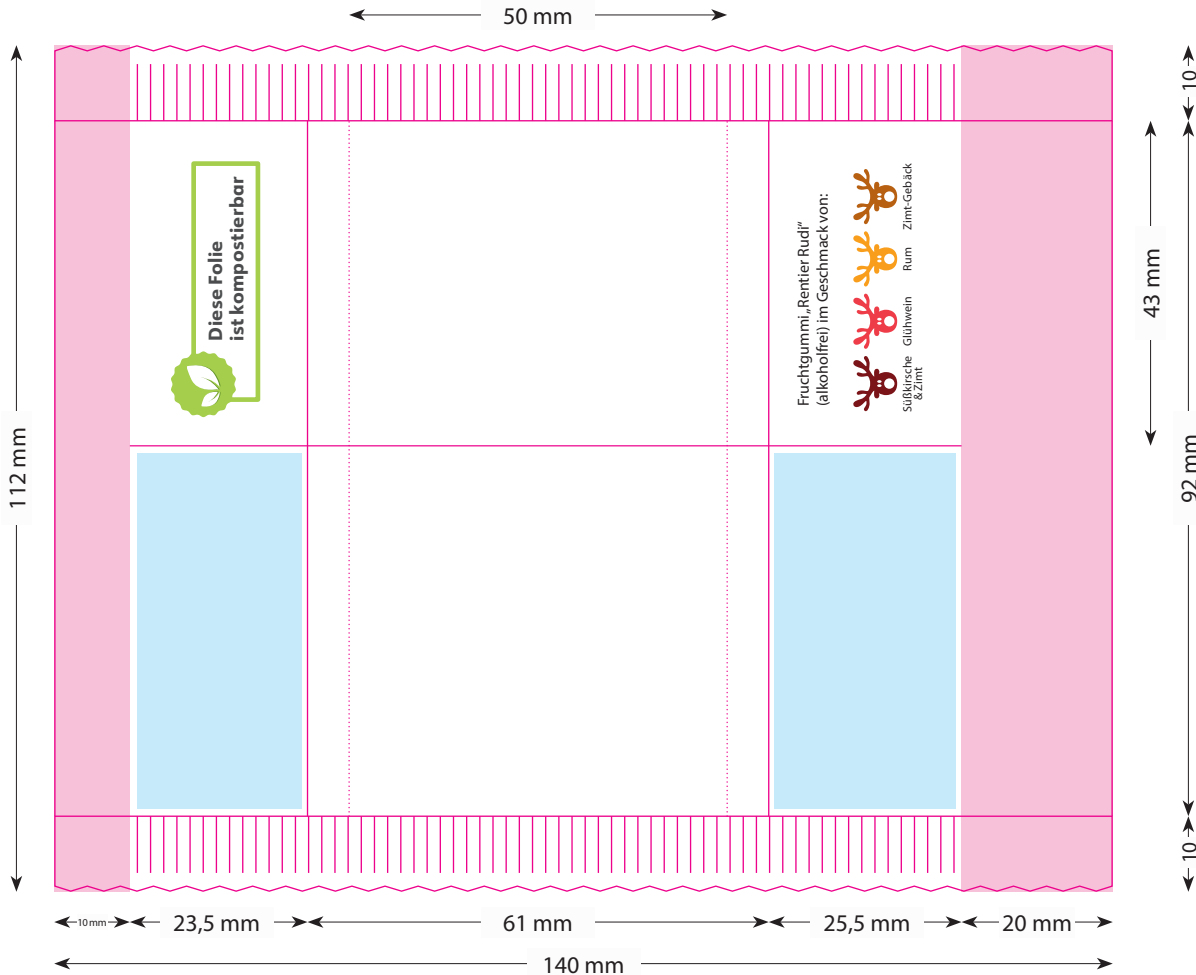 50 mm
10
Diese Folie
ist kompostierbar
Fruchtgummi „Rentier Rudi“
(alkoholfrei) im Geschmack von:
Zimt-Gebäck
Rum
Glühwein
Süßkirsche
& Zimt
43 mm
112 mm
92 mm
10
10 mm
23,5 mm
61 mm
25,5 mm
20 mm
140 mm